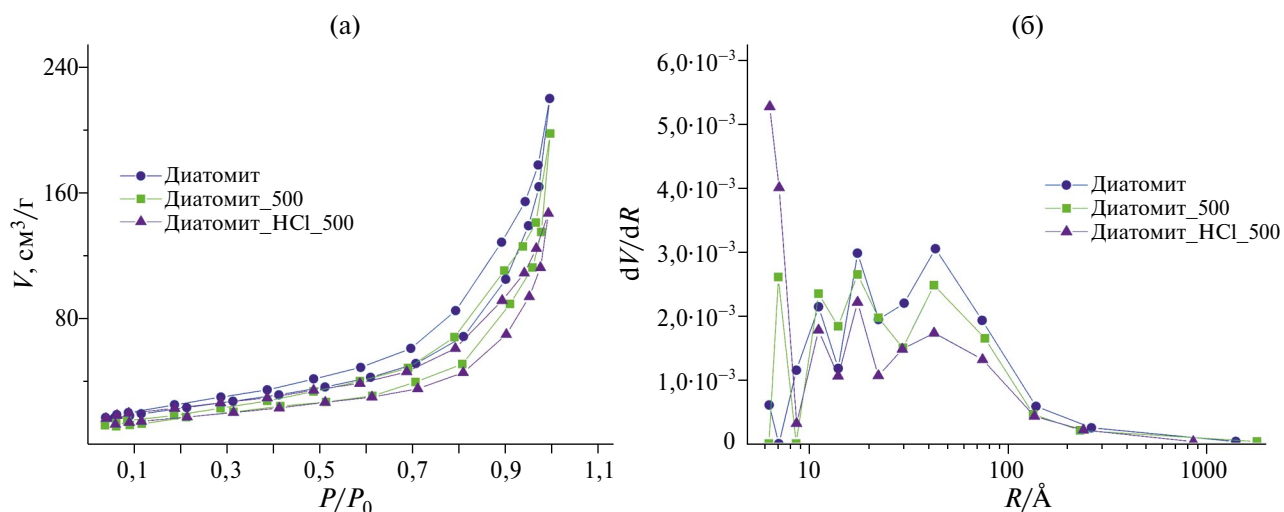 (а)
240
160
80
V, см³/г
Диатомит
Диатомит_500
Диатомит_HCl_500
0,1 0,3 0,5 0,7 0,9 1,1
P/P₀
(б)
6,0·10⁻³
5,0·10⁻³
4,0·10⁻³
3,0·10⁻³
2,0·10⁻³
1,0·10⁻³
0
dV/dR
Диатомит
Диатомит_500
Диатомит_HCl_500
10 100 1000
R/Å